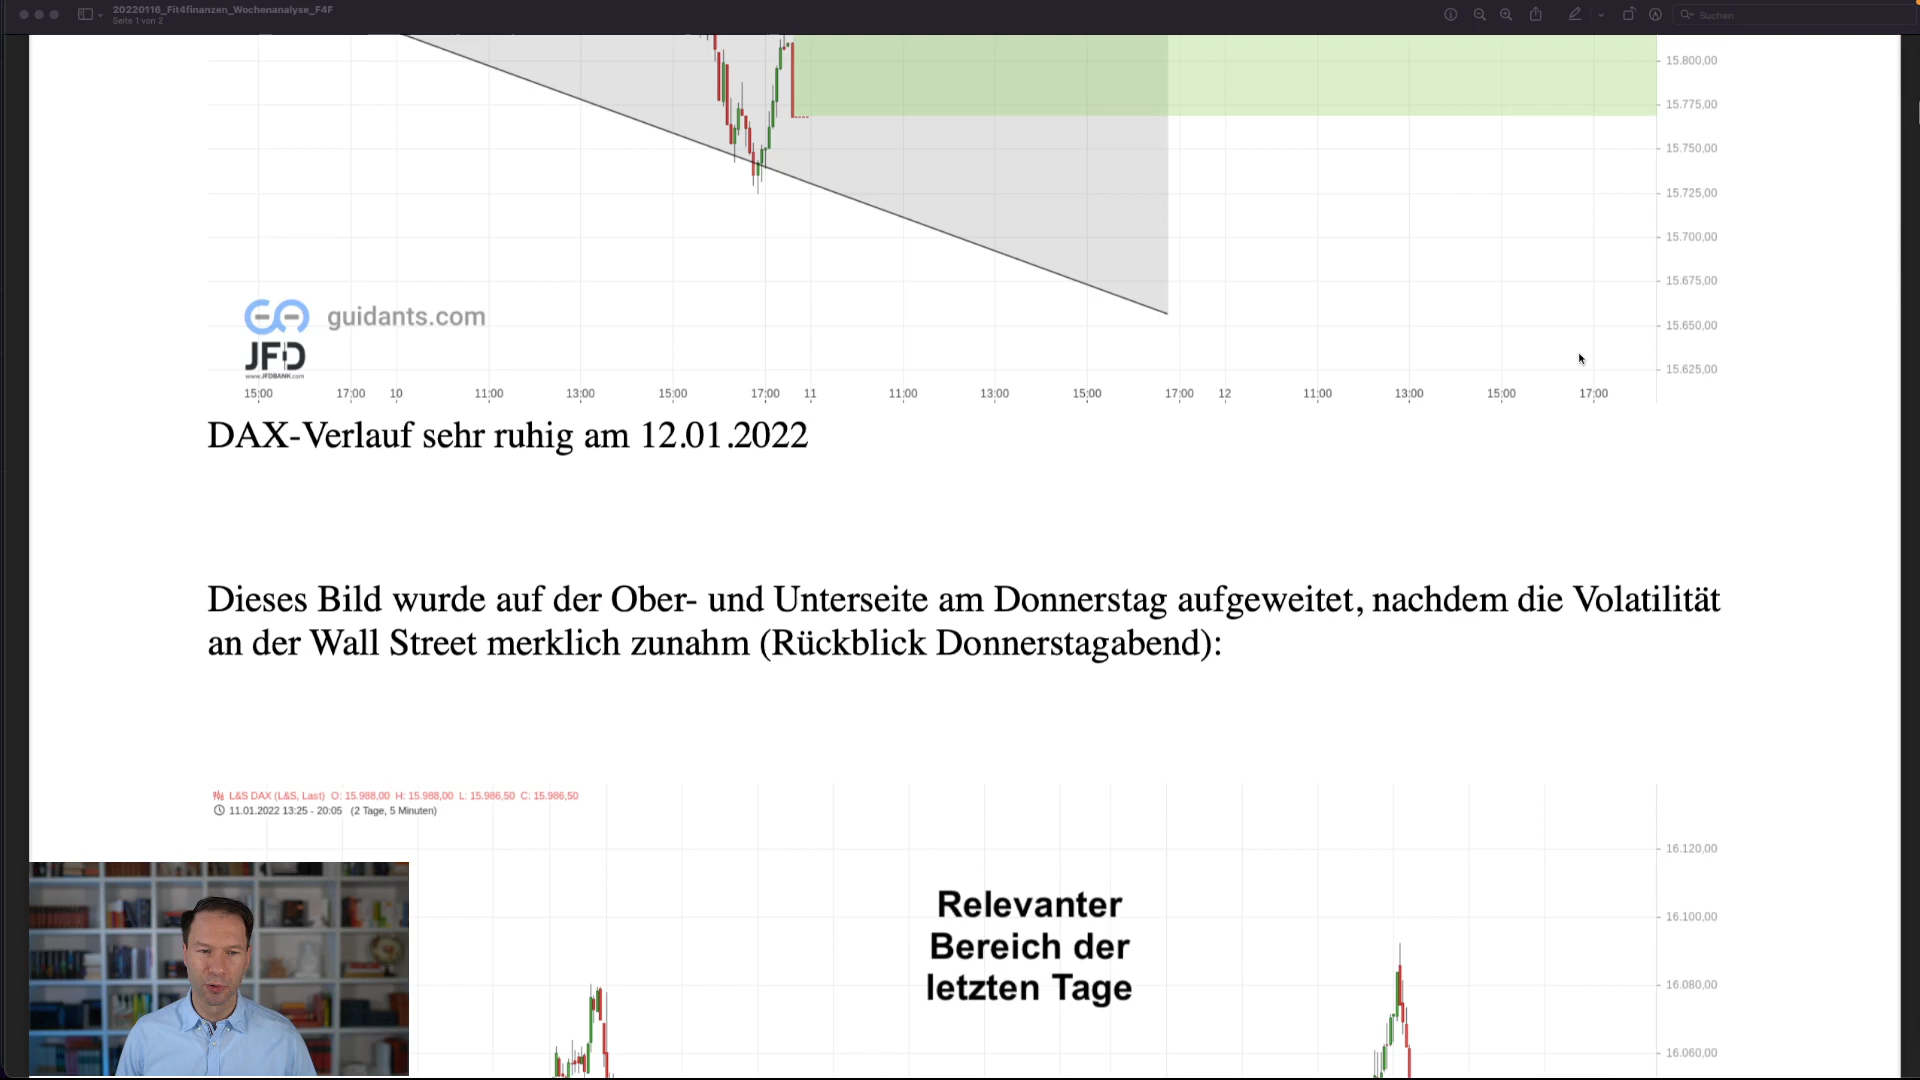 20220116_Fit4finanzen_Wochenanalyse_F4F
Seite 1 von 2
Suchen
15.800,00
15.775,00
15.750,00
15.725,00
15.700,00
15.675,00
15.650,00
15.625,00
guidants.com
JFD
www.JFDBANK.com
15:00 17:00 10 11:00 13:00 15:00 17:00 11 11:00 13:00 15:00 17:00 12 11:00 13:00 15:00 17:00
DAX-Verlauf sehr ruhig am 12.01.2022
Dieses Bild wurde auf der Ober- und Unterseite am Donnerstag aufgeweitet, nachdem die Volatilität
an der Wall Street merklich zunahm (Rückblick Donnerstagabend):
L&S DAX (L&S, Last) O: 15.988,00 H: 15.988,00 L: 15.986,50 C: 15.986,50
11.01.2022 13:25 - 20:05 (2 Tage, 5 Minuten)
16.120,00
16.100,00
16.080,00
16.060,00
Relevanter
Bereich der
letzten Tage